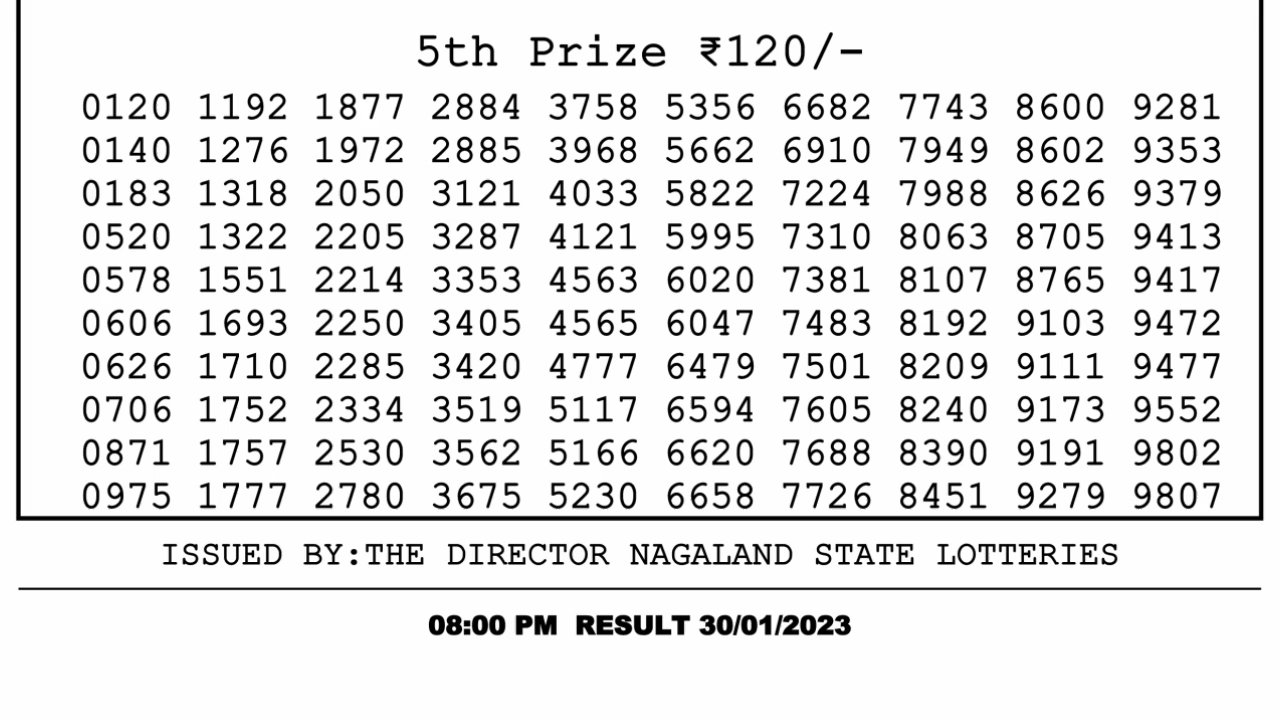 5th Prize ₹120/-
0120 1192 1877 2884 3758 5356 6682 7743 8600 9281
0140 1276 1972 2885 3968 5662 6910 7949 8602 9353
0183 1318 2050 3121 4033 5822 7224 7988 8626 9379
0520 1322 2205 3287 4121 5995 7310 8063 8705 9413
0578 1551 2214 3353 4563 6020 7381 8107 8765 9417
0606 1693 2250 3405 4565 6047 7483 8192 9103 9472
0626 1710 2285 3420 4777 6479 7501 8209 9111 9477
0706 1752 2334 3519 5117 6594 7605 8240 9173 9552
0871 1757 2530 3562 5166 6620 7688 8390 9191 9802
0975 1777 2780 3675 5230 6658 7726 8451 9279 9807
ISSUED BY:THE DIRECTOR NAGALAND STATE LOTTERIES
08:00 PM RESULT 30/01/2023